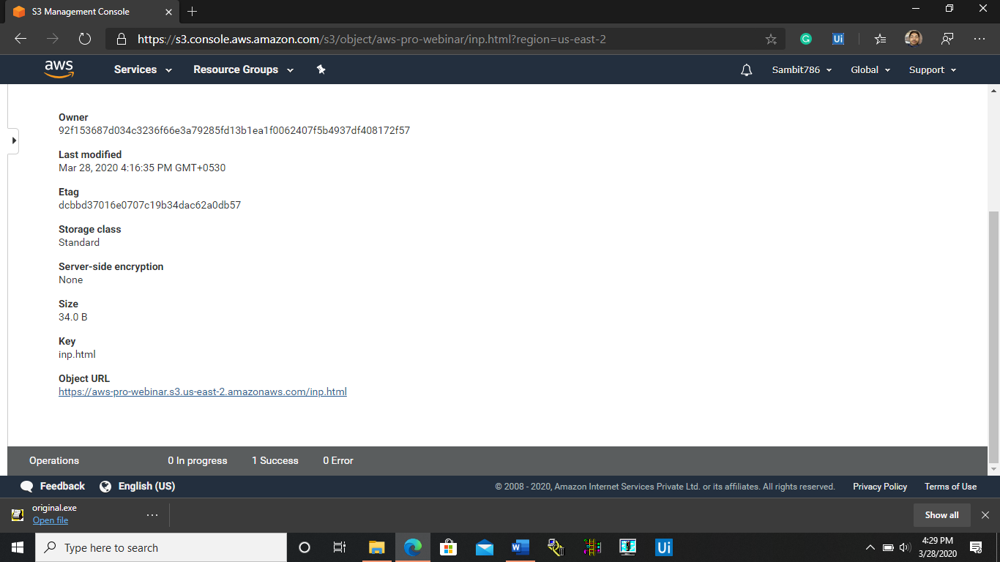 S3 Management Console
https://s3.console.aws.amazon.com/s3/object/aws-pro-webinar/inp.html?region=us-east-2
G
Ui
aws
Services
Resource Groups
Sambit786
Global
Support
Owner
92f153687d034c3236f66e3a79285fd13b1ea1f0062407f5b4937df408172f57
Last modified
Mar 28, 2020 4:16:35 PM GMT+0530
Etag
dcbbd37016e0707c19b34dac62a0db57
Storage class
Standard
Server-side encryption
None
Size
34.0 B
Key
inp.html
Object URL
https://aws-pro-webinar.s3.us-east-2.amazonaws.com/inp.html
Operations 0 In progress 1 Success 0 Error
Feedback English (US) © 2008 - 2020, Amazon Internet Services Private Ltd. or its affiliates. All rights reserved. Privacy Policy Terms of Use
original.exe
Open file
Show all
Type here to search
W
Ui
4:29 PM
3/28/2020